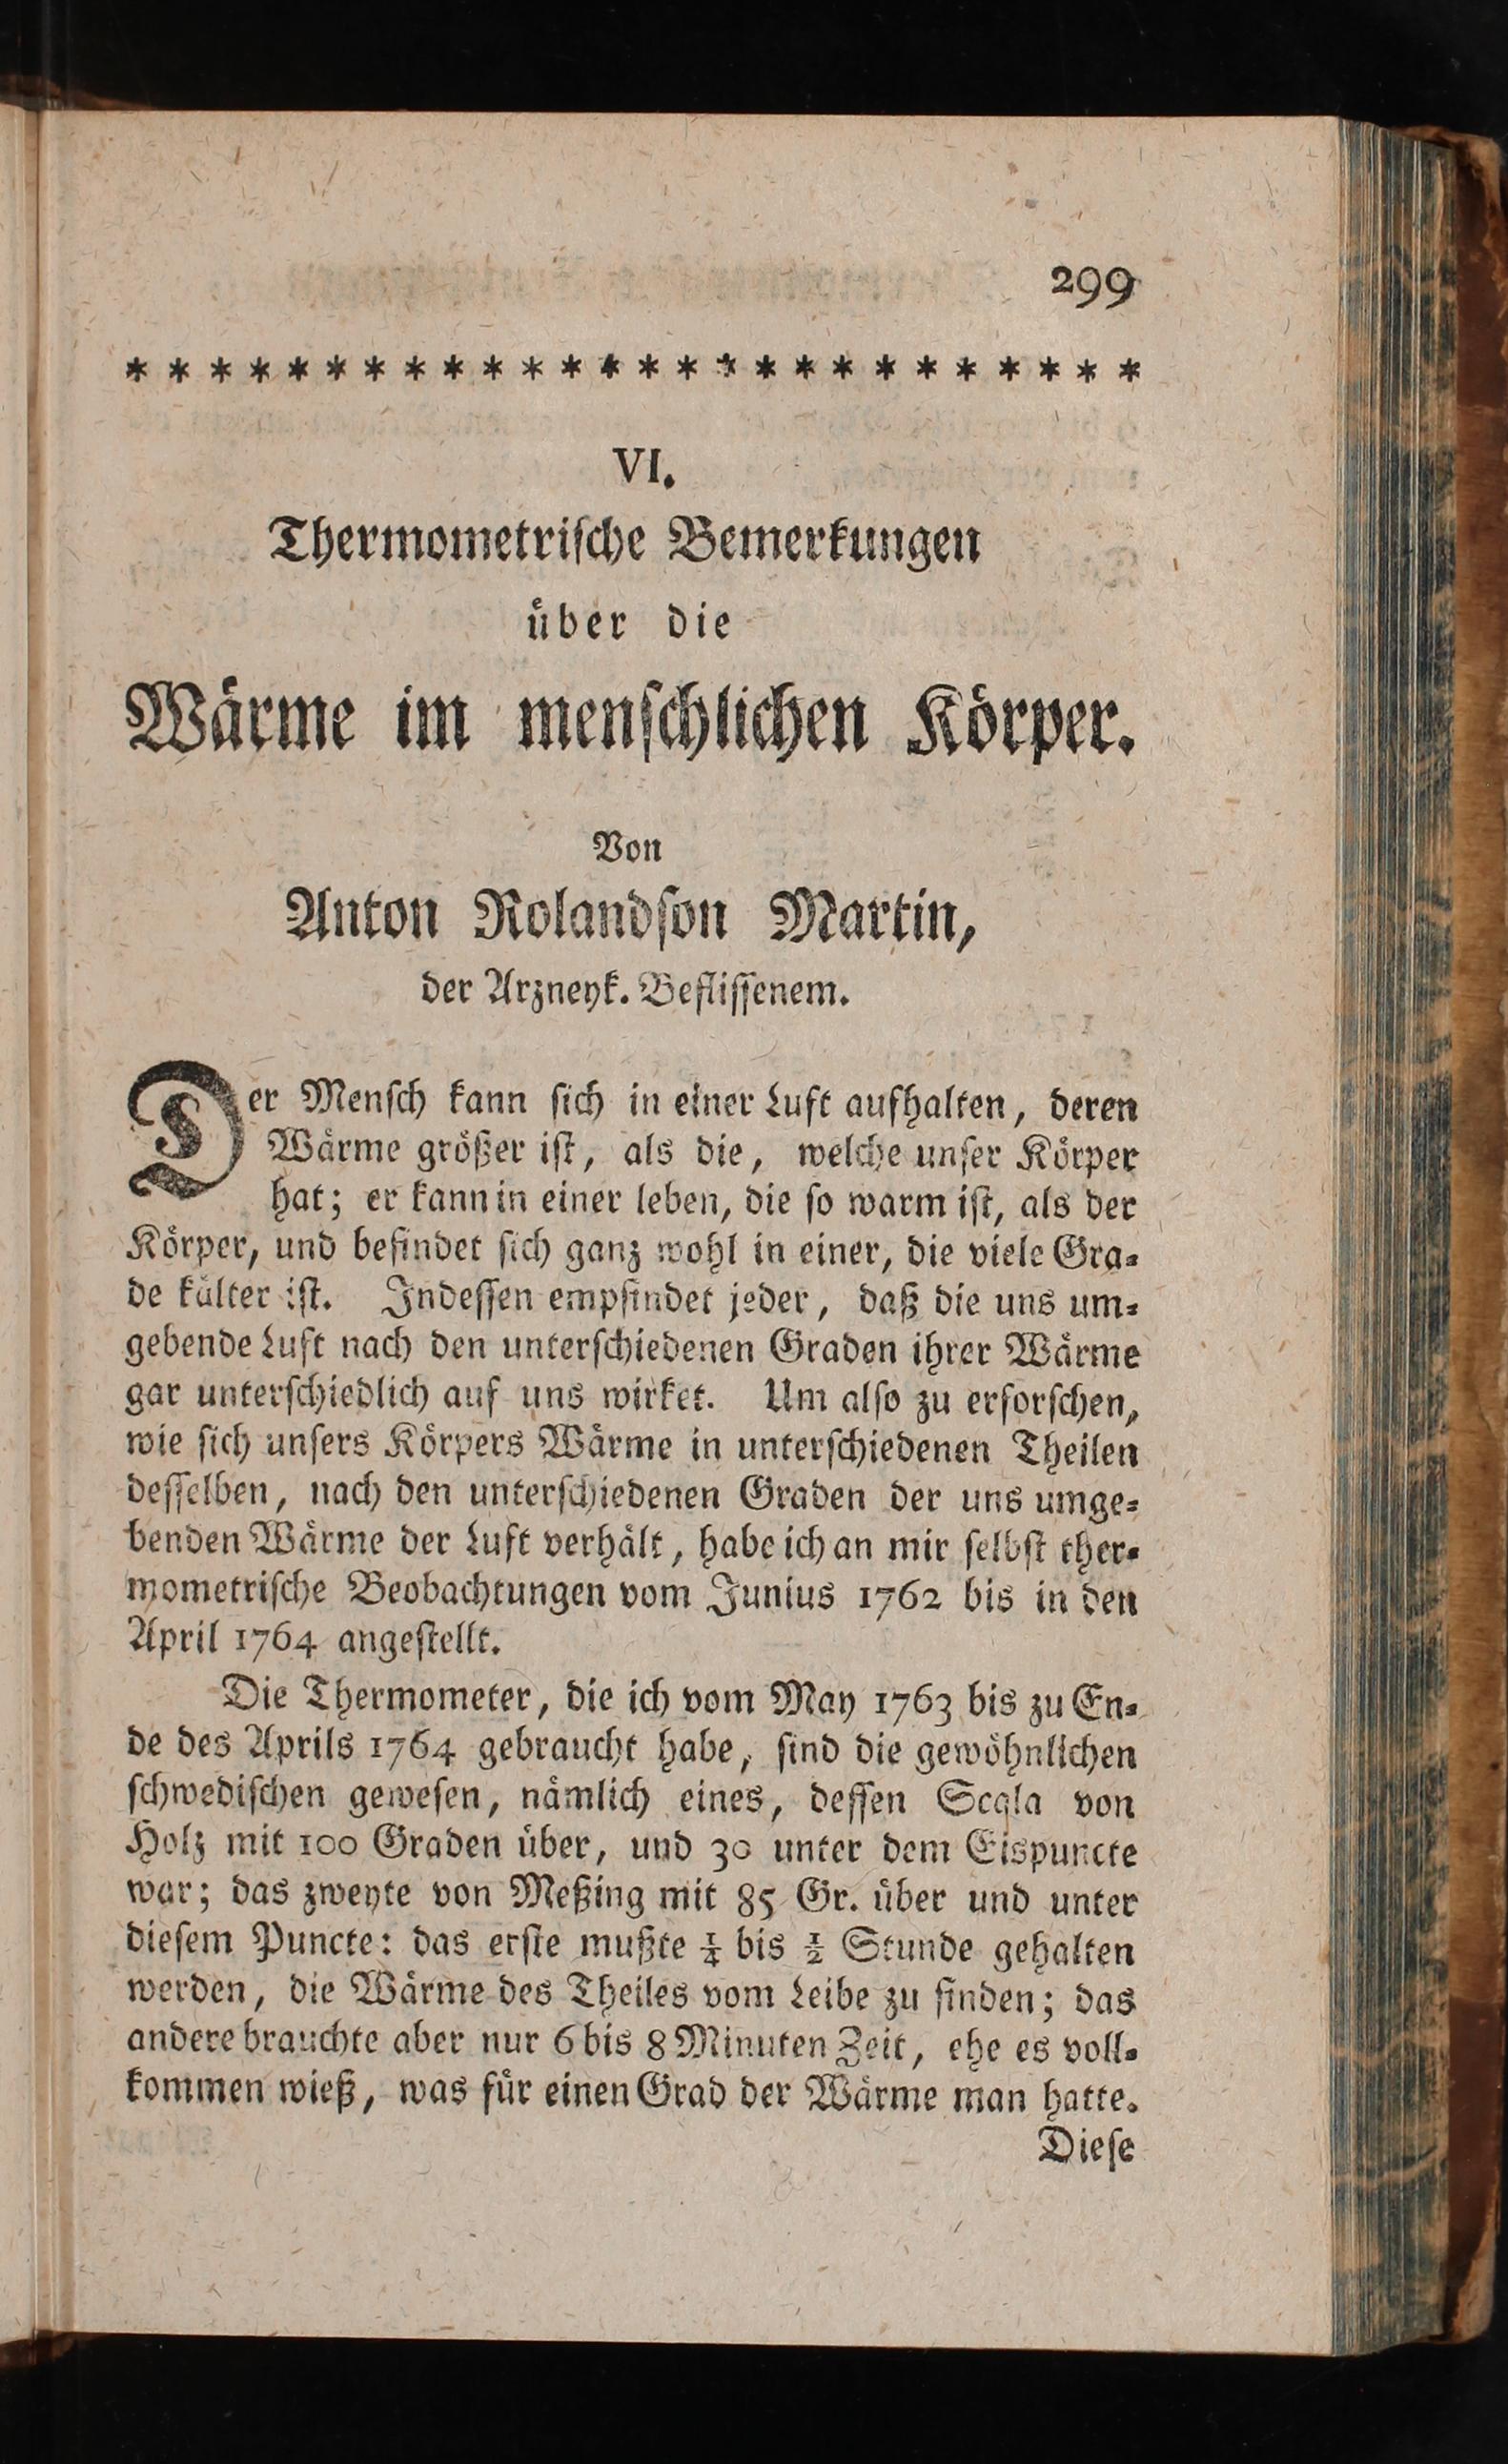 299
* * * * * * * * * * * * * * * * * * * * * * * * * *
VI.
Thermometrische Bemerkungen
über die
Wärme im menschlichen Körper.
Von
Anton Rolandson Martin,
der Arzneyk. Beflissenem.
Der Mensch kann sich in einer Luft aufhalten, deren
Wärme größer ist, als die, welche unser Körper
hat; er kann in einer leben, die so warm ist, als der
Körper, und befindet sich ganz wohl in einer, die viele Gra-
de kälter ist. Indessen empfindet jeder, daß die uns um-
gebende Luft nach den unterschiedenen Graden ihrer Wärme
gar unterschiedlich auf uns wirket. Um also zu erforschen,
wie sich unsers Körpers Wärme in unterschiedenen Theilen
desselben, nach den unterschiedenen Graden der uns umge-
benden Wärme der Luft verhält, habe ich an mir selbst ther-
mometrische Beobachtungen vom Junius 1762 bis in den
April 1764 angestellt.
Die Thermometer, die ich vom May 1763 bis zu En-
de des Aprils 1764 gebraucht habe, sind die gewöhnlichen
schwedischen gewesen, nämlich eines, dessen Scala von
Holz mit 100 Graden über, und 30 unter dem Eispuncte
war; das zweyte von Meßing mit 85 Gr. über und unter
diesem Puncte: das erste mußte ¼ bis ½ Stunde gehalten
werden, die Wärme des Theiles vom Leibe zu finden; das
andere brauchte aber nur 6 bis 8 Minuten Zeit, ehe es voll-
kommen wieß, was für einen Grad der Wärme man hatte.
Diese